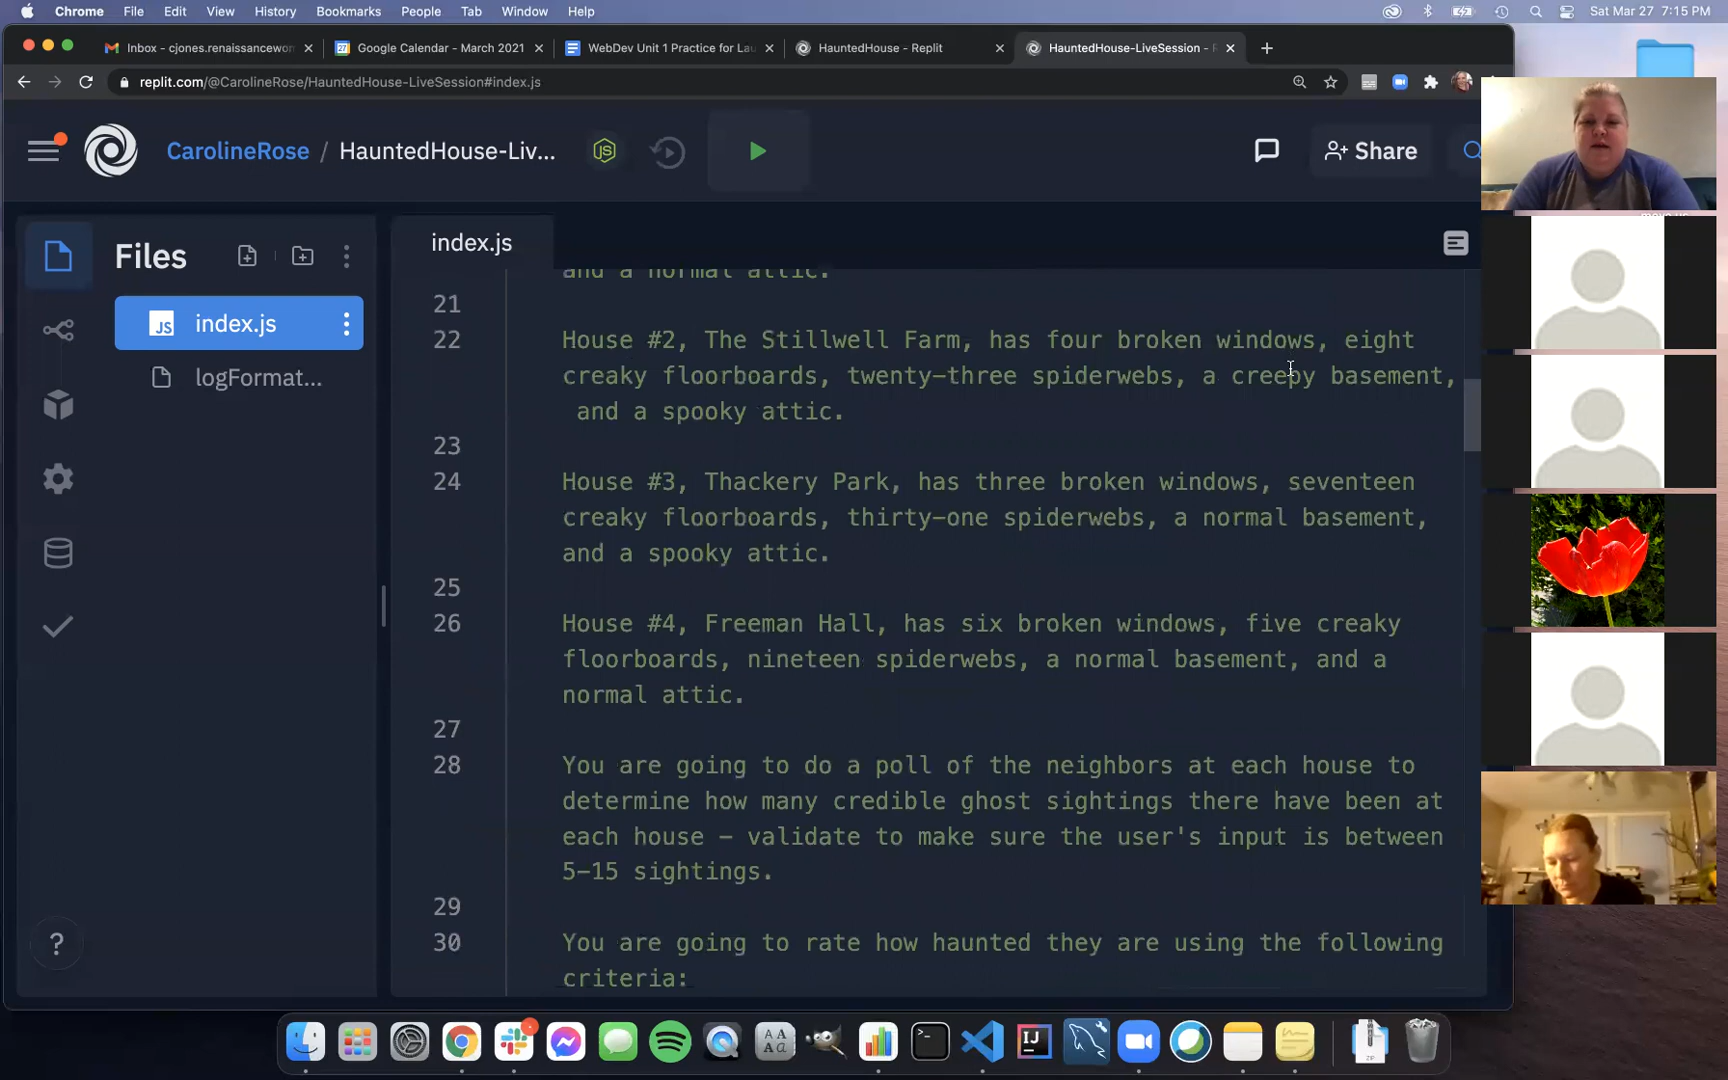 Chrome File Edit View History Bookmarks People Tab Window Help Sat Mar 27 7:15 PM
Inbox - cjones.renaissancewon Google Calendar - March 2021 WebDev Unit 1 Practice for Lau HauntedHouse - Replit HauntedHouse-LiveSession - R
replit.com/@CarolineRose/HauntedHouse-LiveSession#index.js
CarolineRose / HauntedHouse-Liv... Share
Files index.js
JS index.js
logFormat...
and a normal attic.
21
22 House #2, The Stillwell Farm, has four broken windows, eight
creaky floorboards, twenty-three spiderwebs, a creepy basement,
and a spooky attic.
23
24 House #3, Thackery Park, has three broken windows, seventeen
creaky floorboards, thirty-one spiderwebs, a normal basement,
and a spooky attic.
25
26 House #4, Freeman Hall, has six broken windows, five creaky
floorboards, nineteen spiderwebs, a normal basement, and a
normal attic.
27
28 You are going to do a poll of the neighbors at each house to
determine how many credible ghost sightings there have been at
each house - validate to make sure the user's input is between
5-15 sightings.
29
30 You are going to rate how haunted they are using the following
criteria: